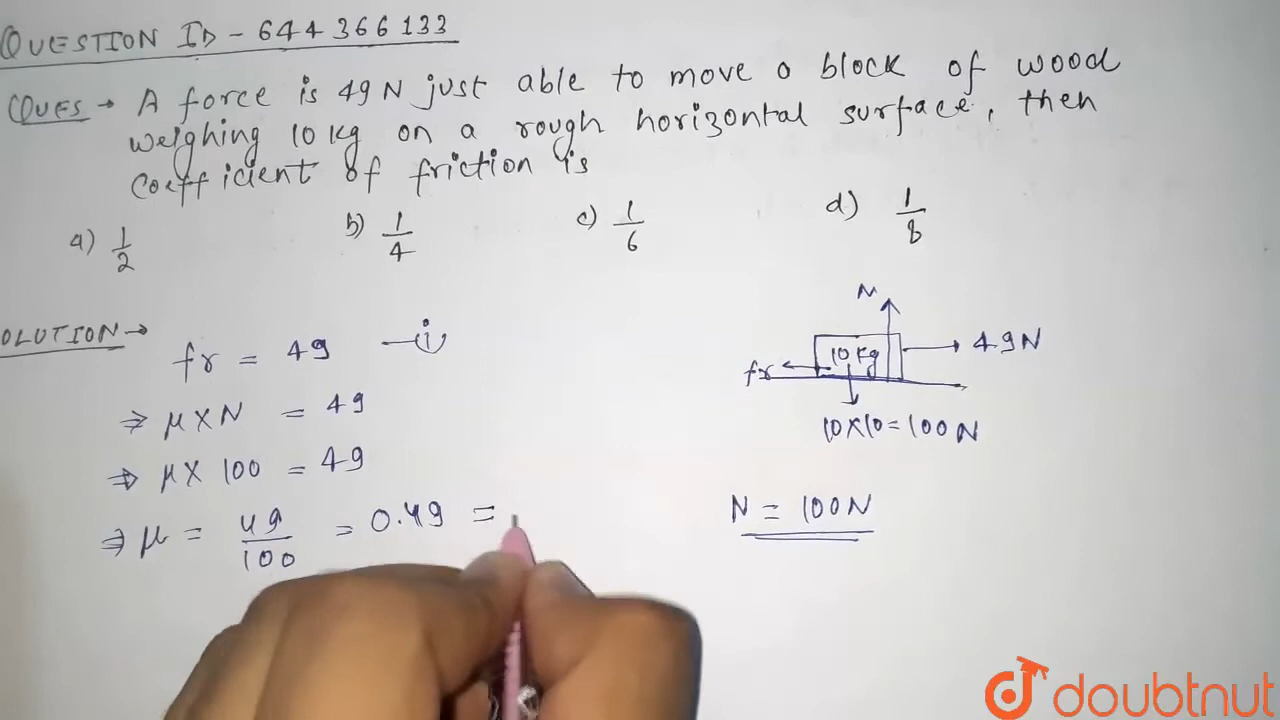 QUESTION ID - 644366133
QUES → A force is 49 N just able to move a block of wood
weighing 10 kg on a rough horizontal surface, then
coefficient of friction is
a) 1/2 b) 1/4 c) 1/6 d) 1/8
OLUTION →
fr = 49 —(i)
⇒ μ × N = 49
⇒ μ × 100 = 49
⇒ μ = 49/100 = 0.49 =
N
10 kg
49 N
fr
10×10 = 100 N
N = 100 N
doubtnut